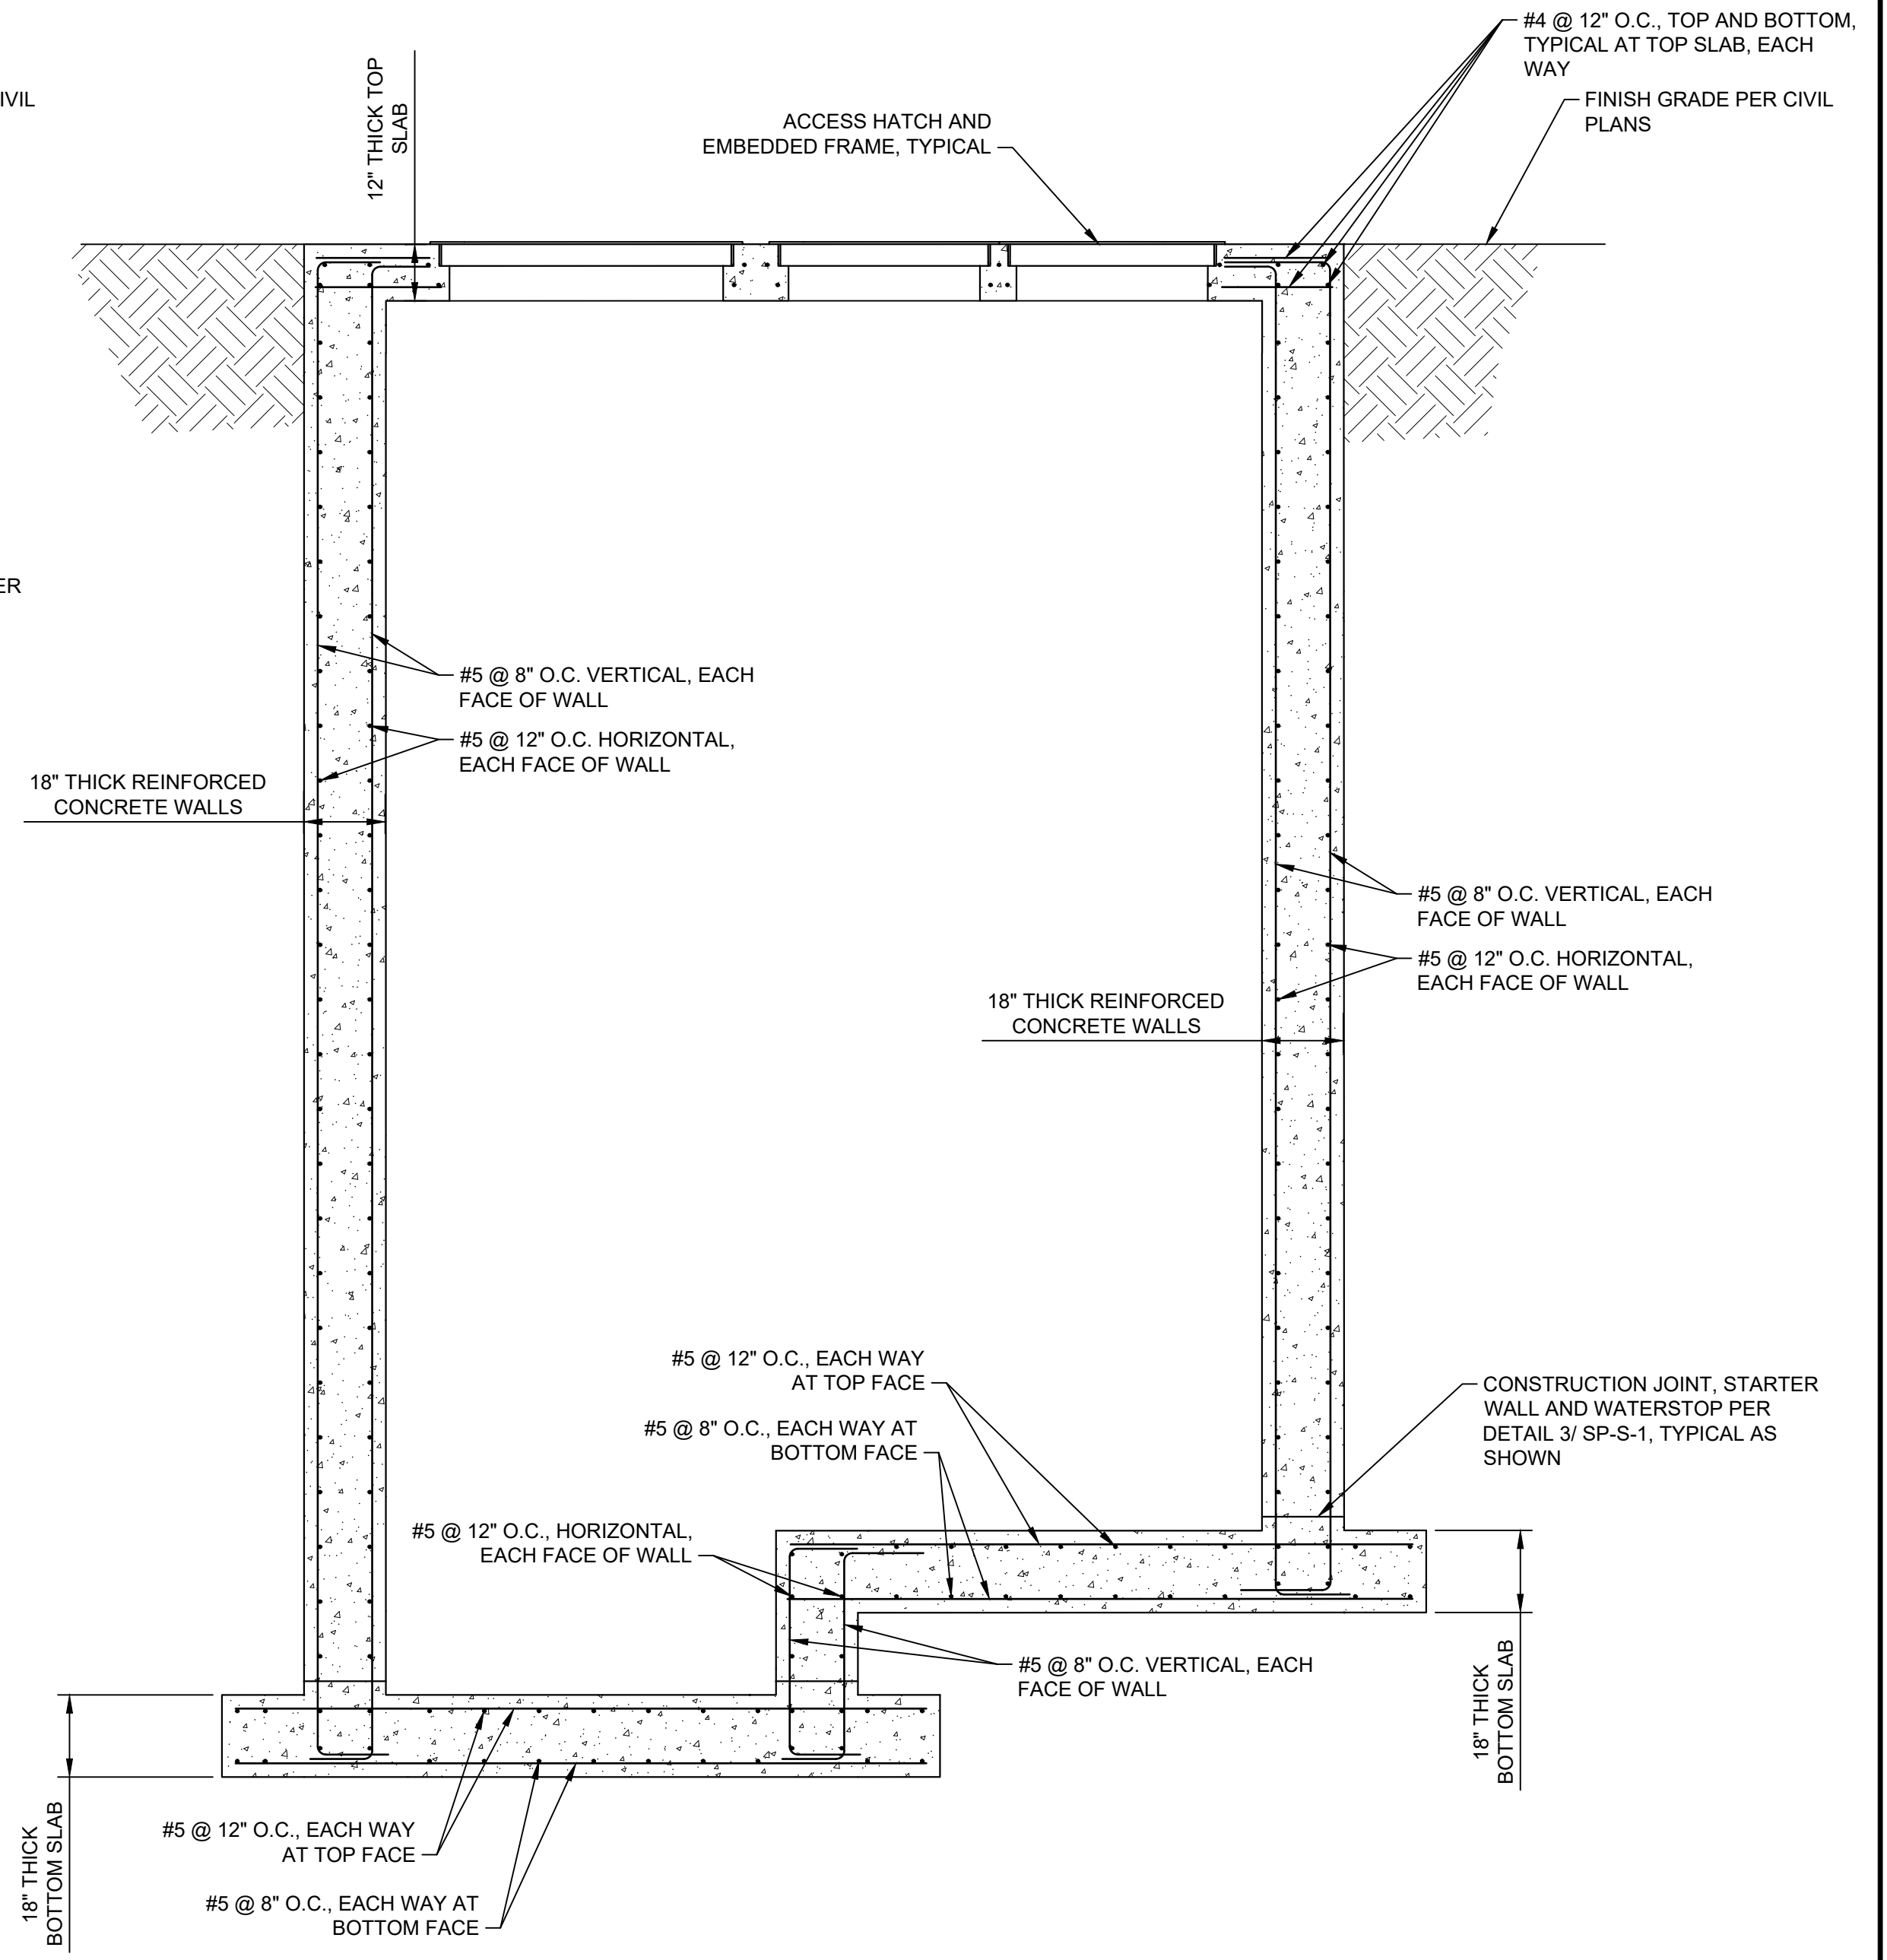 #4 @ 12" O.C., TOP AND BOTTOM,
TYPICAL AT TOP SLAB, EACH
WAY
IVIL
FINISH GRADE PER CIVIL
PLANS
12" THICK TOP
SLAB
ACCESS HATCH AND
EMBEDDED FRAME, TYPICAL
ER
#5 @ 8" O.C. VERTICAL, EACH
FACE OF WALL
#5 @ 12" O.C. HORIZONTAL,
EACH FACE OF WALL
18" THICK REINFORCED
CONCRETE WALLS
#5 @ 8" O.C. VERTICAL, EACH
FACE OF WALL
#5 @ 12" O.C. HORIZONTAL,
EACH FACE OF WALL
18" THICK REINFORCED
CONCRETE WALLS
#5 @ 12" O.C., EACH WAY
AT TOP FACE
#5 @ 8" O.C., EACH WAY AT
BOTTOM FACE
CONSTRUCTION JOINT, STARTER
WALL AND WATERSTOP PER
DETAIL 3/ SP-S-1, TYPICAL AS
SHOWN
#5 @ 12" O.C., HORIZONTAL,
EACH FACE OF WALL
#5 @ 8" O.C. VERTICAL, EACH
FACE OF WALL
18" THICK
BOTTOM SLAB
18" THICK
BOTTOM SLAB
#5 @ 12" O.C., EACH WAY
AT TOP FACE
#5 @ 8" O.C., EACH WAY AT
BOTTOM FACE